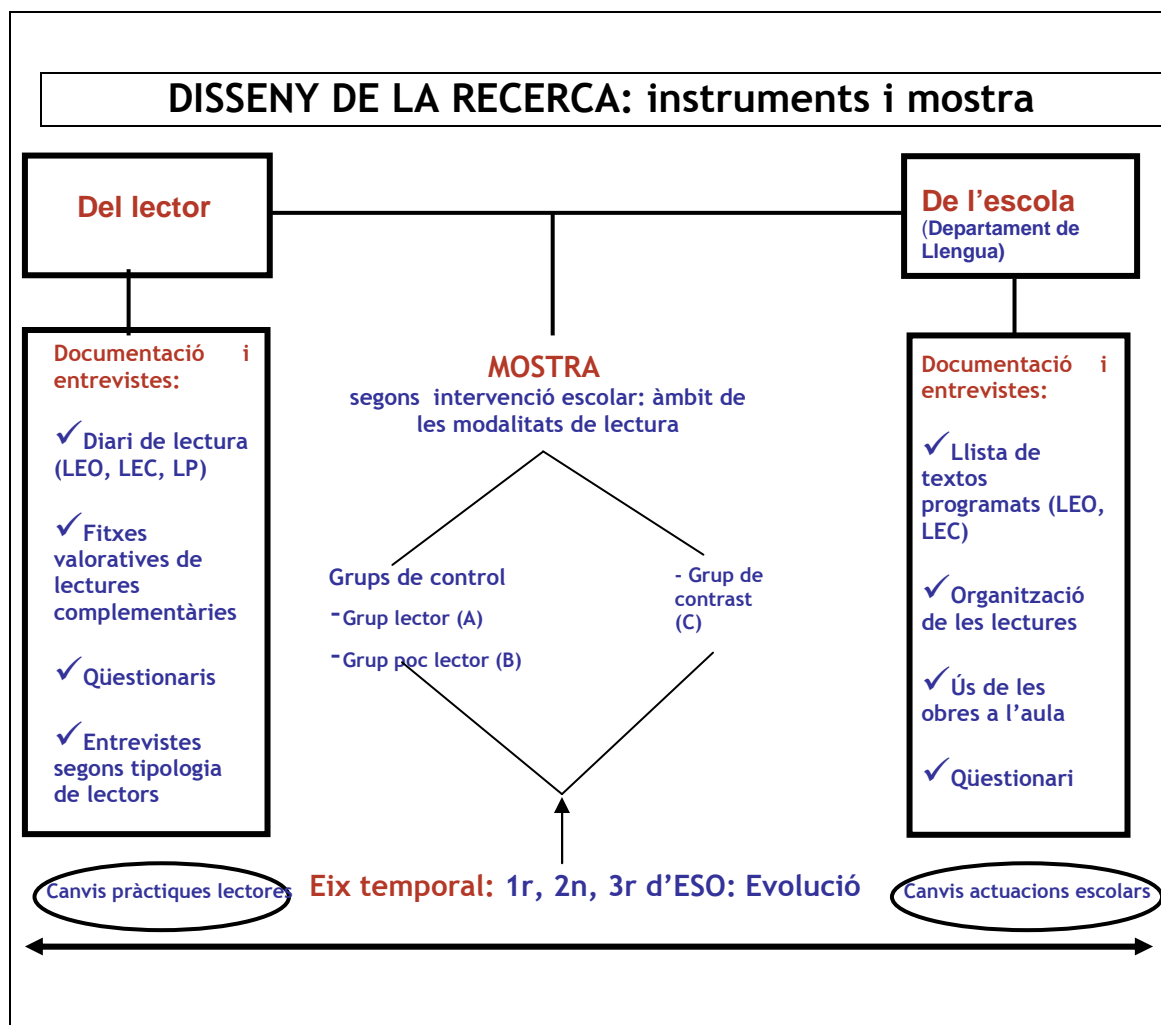 DISSENY DE LA RECERCA: instruments i mostra
Del lector
De l’escola
(Departament de
Llengua)
Documentació i
entrevistes:
✓Diari de lectura
(LEO, LEC, LP)
✓Fitxes
valoratives de
lectures
complementàries
✓Qüestionaris
✓Entrevistes
segons tipologia
de lectors
MOSTRA
segons intervenció escolar: àmbit de
les modalitats de lectura
Grups de control
-Grup lector (A)
-Grup poc lector (B)
- Grup de
contrast
(C)
Documentació i
entrevistes:
✓Llista de
textos
programats (LEO,
LEC)
✓Organització
de les lectures
✓Ús de les
obres a l’aula
✓Qüestionari
Canvis pràctiques lectores
Eix temporal: 1r, 2n, 3r d’ESO: Evolució
Canvis actuacions escolars